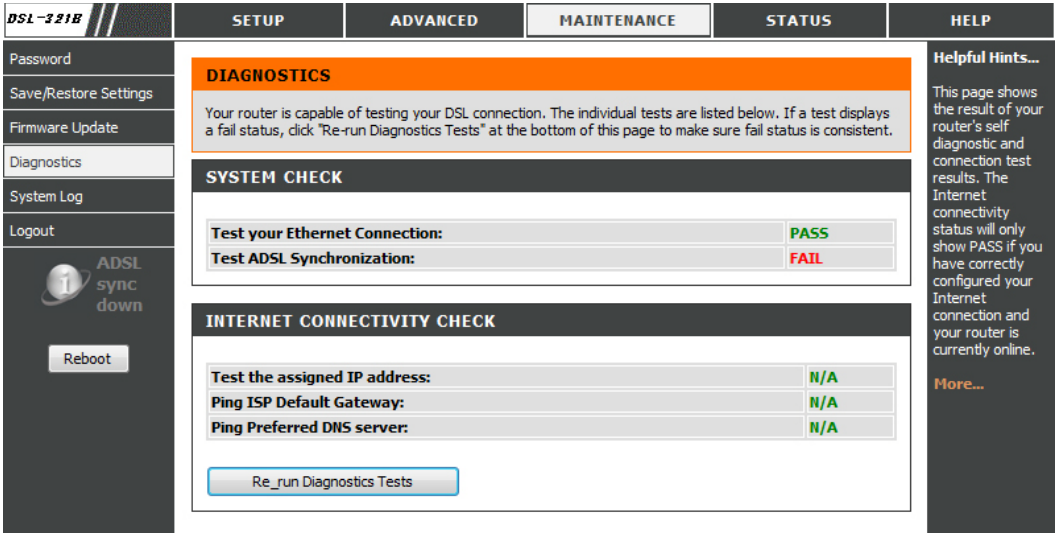 DSL-321B
SETUP
ADVANCED
MAINTENANCE
STATUS
HELP
Password
Save/Restore Settings
Firmware Update
Diagnostics
System Log
Logout
ADSL
sync
down
Reboot
DIAGNOSTICS
Your router is capable of testing your DSL connection. The individual tests are listed below. If a test displays
a fail status, click "Re-run Diagnostics Tests" at the bottom of this page to make sure fail status is consistent.
SYSTEM CHECK
Test your Ethernet Connection: PASS
Test ADSL Synchronization: FAIL
INTERNET CONNECTIVITY CHECK
Test the assigned IP address: N/A
Ping ISP Default Gateway: N/A
Ping Preferred DNS server: N/A
Re_run Diagnostics Tests
Helpful Hints...
This page shows
the result of your
router's self
diagnostic and
connection test
results. The
Internet
connectivity
status will only
show PASS if you
have correctly
configured your
Internet
connection and
your router is
currently online.
More...